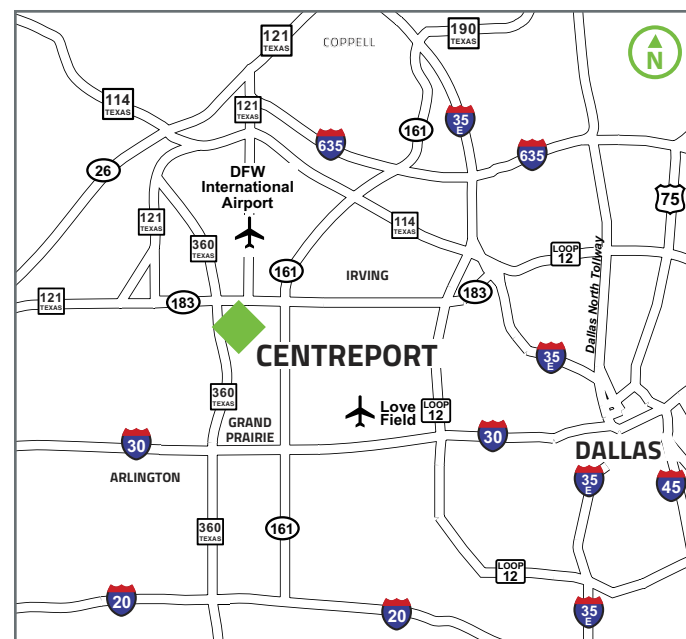 121
TEXAS
COPPELL
190
TEXAS
N
114
TEXAS
121
TEXAS
35
E
161
635
635
26
DFW
International
Airport
75
121
TEXAS
360
TEXAS
114
TEXAS
LOOP
12
161
IRVING
121
TEXAS
183
183
Dallas North Tollway
CENTREPORT
35
E
360
TEXAS
Love
Field
LOOP
12
GRAND
PRAIRIE
30
30
DALLAS
ARLINGTON
35
E
45
360
TEXAS
161
LOOP
12
20
20
35
E